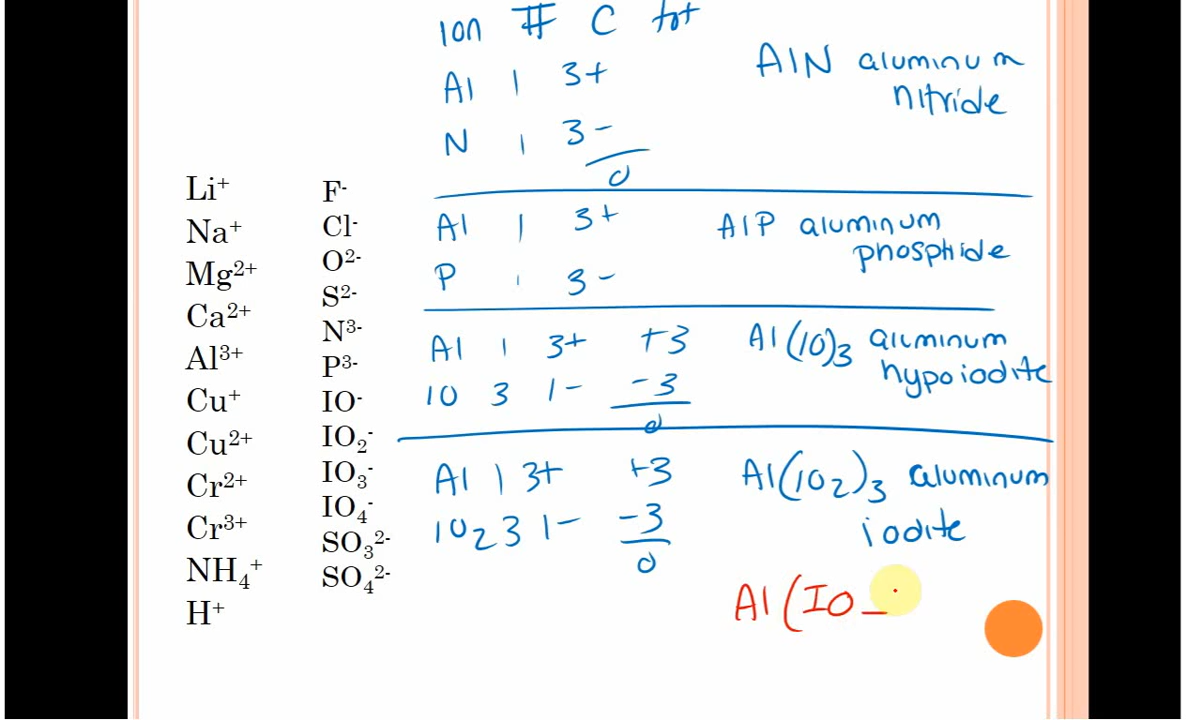 Ion # C tot
Al 1 3+
N 1 3-
0
AlN aluminum
nitride
Al 1 3+
P 1 3-
AlP aluminum
phosphide
Al 1 3+ +3
IO 3 1- -3
0
Al(IO)3 aluminum
hypoiodite
Al 1 3+ +3
IO2 3 1- -3
0
Al(IO2)3 aluminum
iodite
Al(IO
Li⁺
Na⁺
Mg²⁺
Ca²⁺
Al³⁺
Cu⁺
Cu²⁺
Cr²⁺
Cr³⁺
NH₄⁺
H⁺
F⁻
Cl⁻
O²⁻
S²⁻
N³⁻
P³⁻
IO⁻
IO₂⁻
IO₃⁻
IO₄⁻
SO₃²⁻
SO₄²⁻